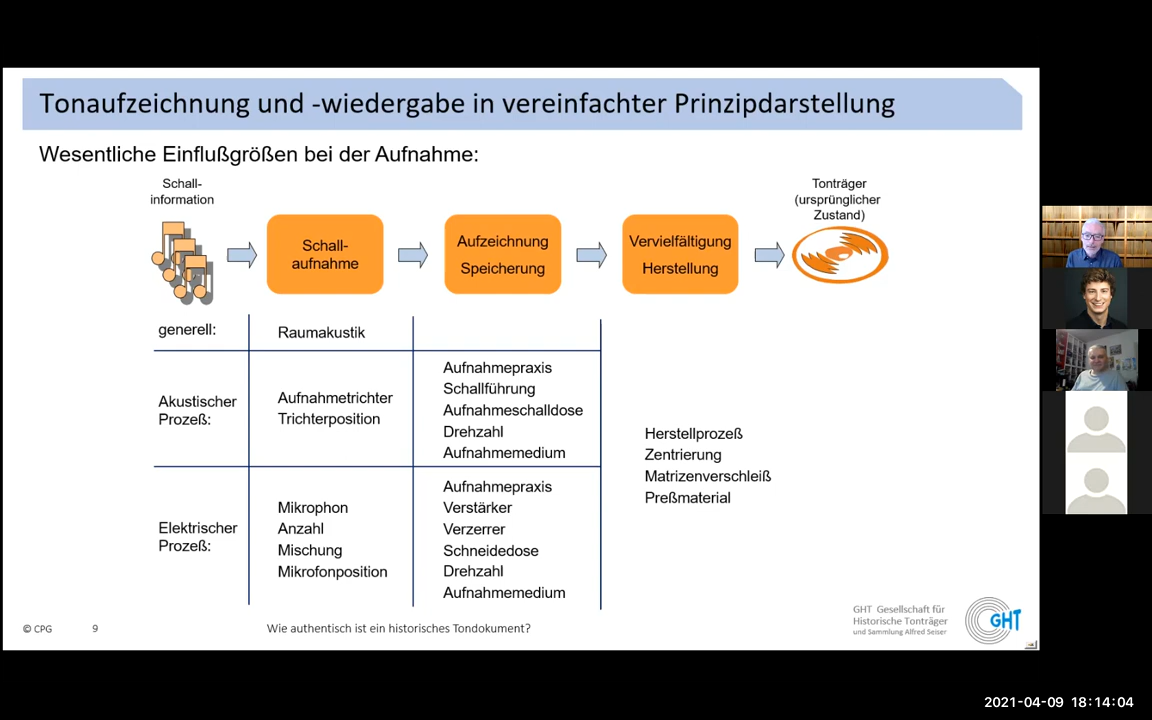 Tonaufzeichnung und -wiedergabe in vereinfachter Prinzipdarstellung
Wesentliche Einflußgrößen bei der Aufnahme:
Schall-
information
Schall-
aufnahme
Aufzeichnung
Speicherung
Vervielfältigung
Herstellung
Tonträger
(ursprünglicher
Zustand)
generell:
Raumakustik
Akustischer
Prozeß:
Aufnahmetrichter
Trichterposition
Aufnahmepraxis
Schallführung
Aufnahmeschalldose
Drehzahl
Aufnahmemedium
Elektrischer
Prozeß:
Mikrophon
Anzahl
Mischung
Mikrofonposition
Aufnahmepraxis
Verstärker
Verzerrer
Schneidedose
Drehzahl
Aufnahmemedium
Herstellprozeß
Zentrierung
Matrizenverschleiß
Preßmaterial
© CPG
9
Wie authentisch ist ein historisches Tondokument?
GHT Gesellschaft für
Historische Tonträger
und Sammlung Alfred Seiser
GHT
2021-04-09 18:14:04